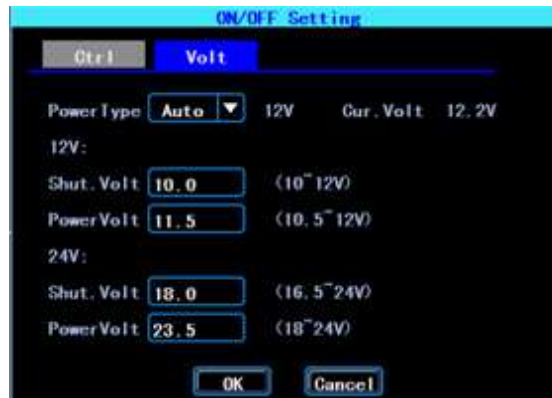 ON/OFF Setting
Ctrl Volt
PowerType Auto 12V Cur.Volt 12.2V
12V:
Shut.Volt 10.0 (10~12V)
PowerVolt 11.5 (10.5~12V)
24V:
Shut.Volt 18.0 (16.5~24V)
PowerVolt 23.5 (18~24V)
OK Cancel